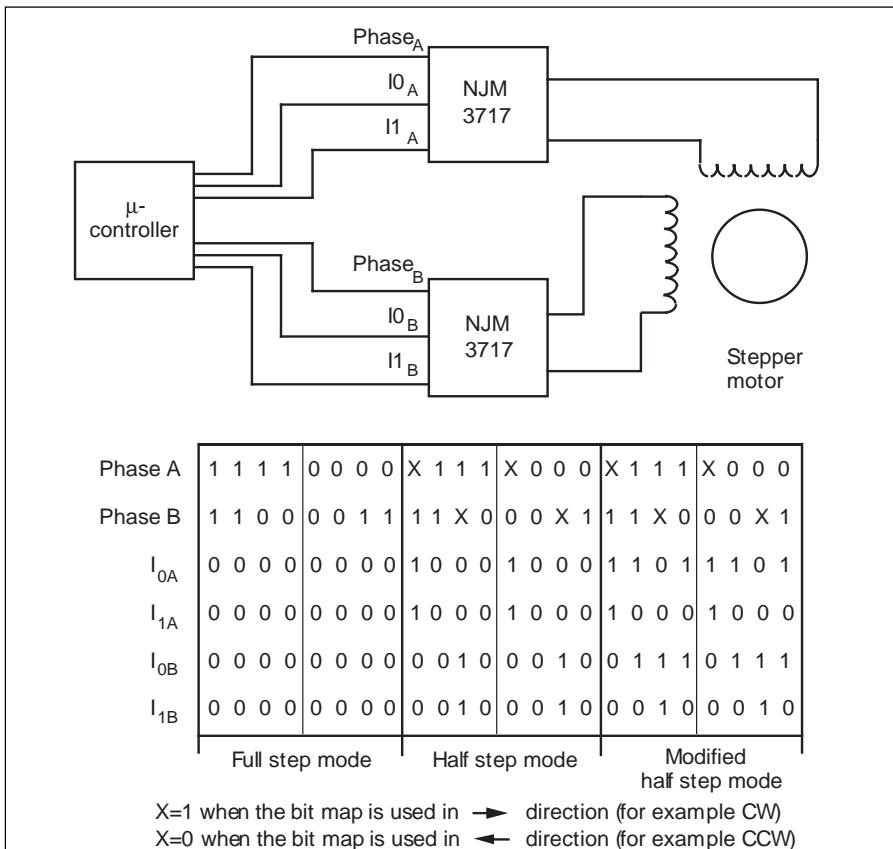 Phase A
I0 A
I1 A
NJM
3717
μ-
controller
Phase B
I0 B
I1 B
NJM
3717
Stepper
motor
Phase A 1 1 1 1 0 0 0 0 X 1 1 1 X 0 0 0 X 1 1 1 X 0 0 0
Phase B 1 1 0 0 0 0 1 1 1 1 X 0 0 0 X 1 1 1 X 0 0 0 X 1
I0A 0 0 0 0 0 0 0 0 1 0 0 0 1 0 0 0 1 1 0 1 1 1 0 1
I1A 0 0 0 0 0 0 0 0 1 0 0 0 1 0 0 0 1 0 0 0 1 0 0 0
I0B 0 0 0 0 0 0 0 0 0 0 1 0 0 0 1 0 0 1 1 1 0 1 1 1
I1B 0 0 0 0 0 0 0 0 0 0 1 0 0 0 1 0 0 0 1 0 0 0 1 0
Full step mode Half step mode Modified
half step mode
X=1 when the bit map is used in → direction (for example CW)
X=0 when the bit map is used in ← direction (for example CCW)